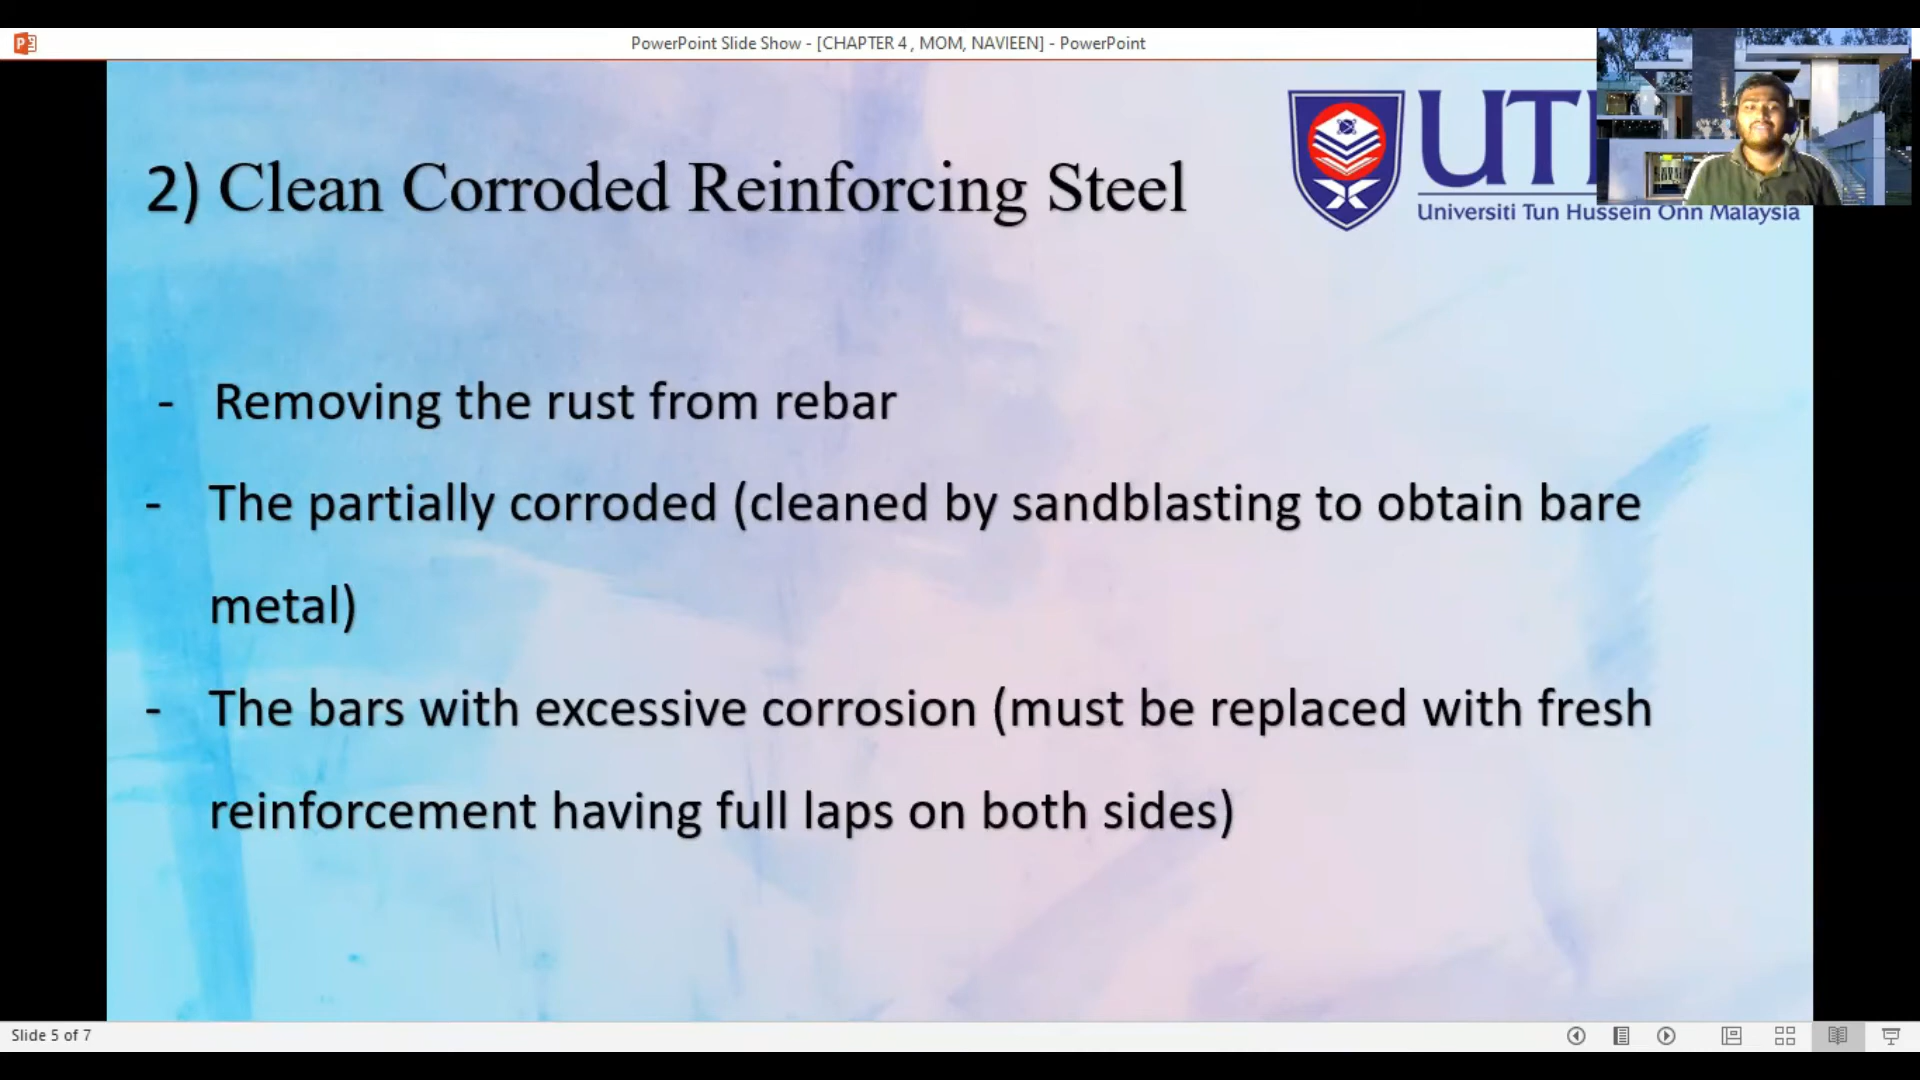 PowerPoint Slide Show - [CHAPTER 4 , MOM, NAVIEEN] - PowerPoint
2) Clean Corroded Reinforcing Steel
Universiti Tun Hussein Onn Malaysia
- Removing the rust from rebar
- The partially corroded (cleaned by sandblasting to obtain bare
metal)
- The bars with excessive corrosion (must be replaced with fresh
reinforcement having full laps on both sides)
Slide 5 of 7